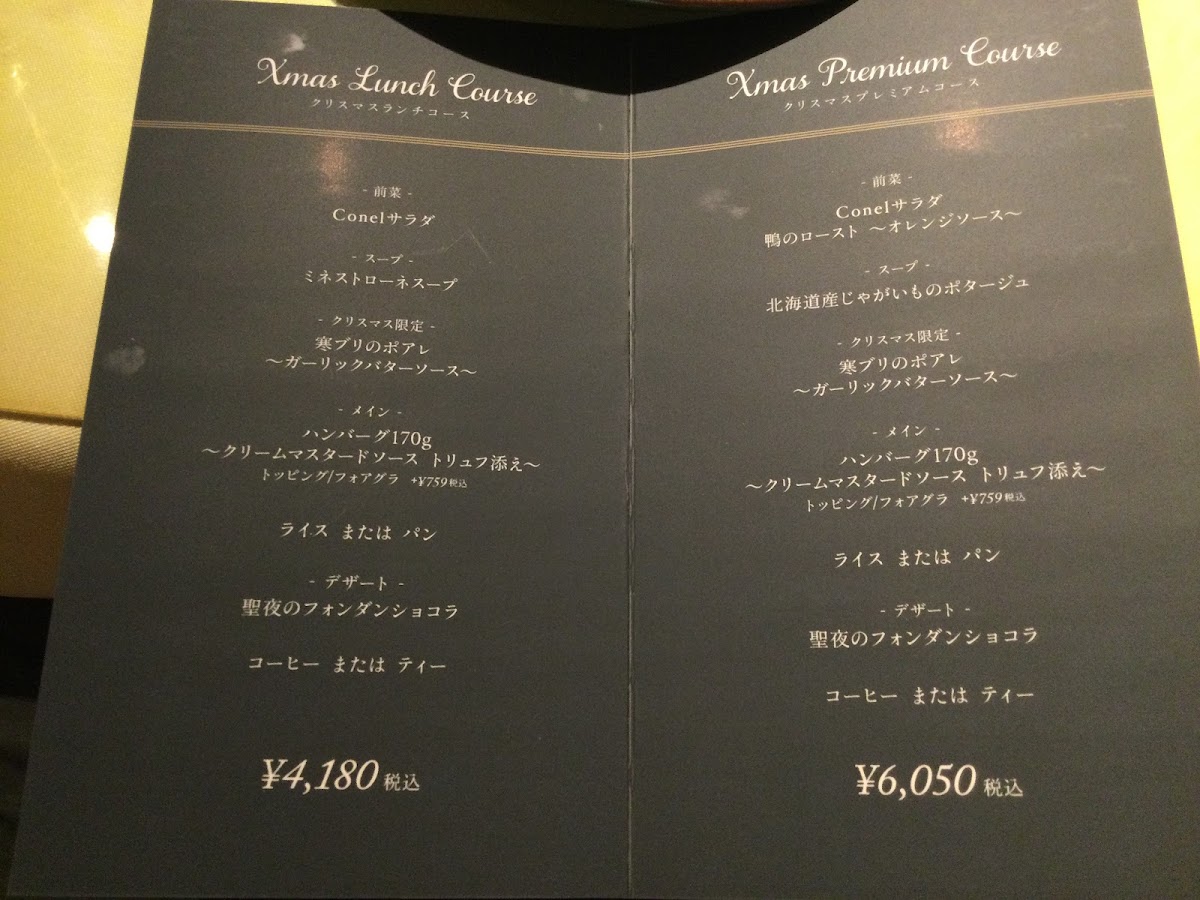 Xmas Lunch Course
クリスマスランチコース
- 前菜 -
Conelサラダ
- スープ -
ミネストローネスープ
- クリスマス限定 -
寒ブリのポアレ
～ガーリックバターソース～
- メイン -
ハンバーグ170g
～クリームマスタードソース トリュフ添え～
トッピング/フォアグラ +¥759税込
ライス または パン
- デザート -
聖夜のフォンダンショコラ
コーヒー または ティー
¥4,180 税込
Xmas Premium Course
クリスマスプレミアムコース
- 前菜 -
Conelサラダ
鴨のロースト ～オレンジソース～
- スープ -
北海道産じゃがいものポタージュ
- クリスマス限定 -
寒ブリのポアレ
～ガーリックバターソース～
- メイン -
ハンバーグ170g
～クリームマスタードソース トリュフ添え～
トッピング/フォアグラ +¥759税込
ライス または パン
- デザート -
聖夜のフォンダンショコラ
コーヒー または ティー
¥6,050 税込